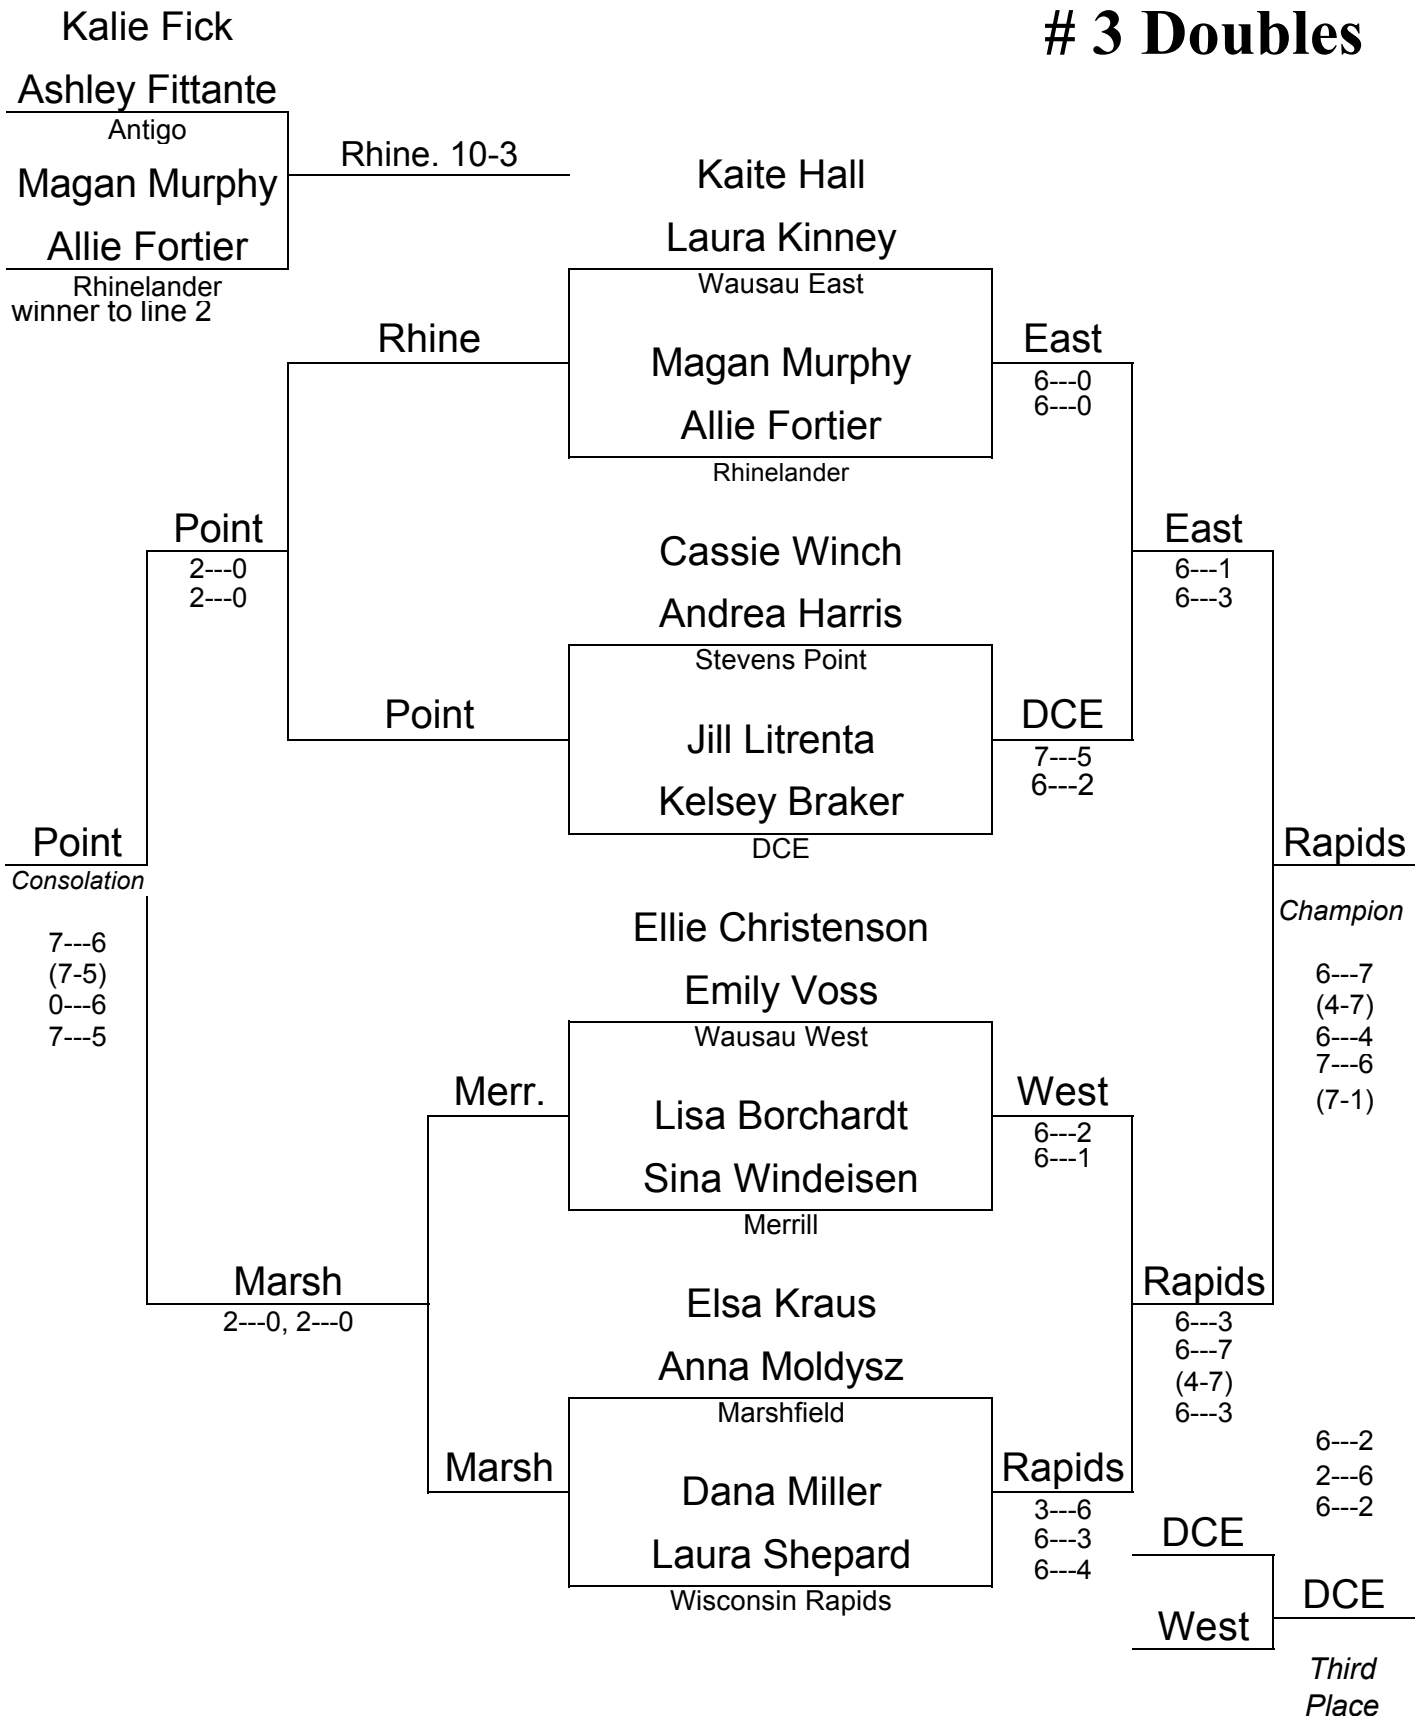 Kalie Fick
# 3 Doubles
Ashley Fittante
Antigo
Rhine. 10-3
Magan Murphy
Allie Fortier
Rhinelander
winner to line 2
Kaite Hall
Laura Kinney
Wausau East
Rhine
East
Magan Murphy
6---0
6---0
Allie Fortier
Rhinelander
Point
2---0
2---0
Cassie Winch
East
6---1
6---3
Andrea Harris
Stevens Point
Point
DCE
Jill Litrenta
7---5
6---2
Kelsey Braker
DCE
Point
Consolation
7---6
(7-5)
0---6
7---5
Rapids
Champion
6---7
(4-7)
6---4
7---6
(7-1)
Ellie Christenson
Emily Voss
Wausau West
Merr.
West
Lisa Borchardt
6---2
6---1
Sina Windeisen
Merrill
Marsh
2---0, 2---0
Elsa Kraus
Rapids
6---3
6---7
(4-7)
6---3
Anna Moldysz
Marshfield
Marsh
Rapids
Dana Miller
3---6
6---3
6---4
Laura Shepard
Wisconsin Rapids
6---2
2---6
6---2
DCE
DCE
West
Third
Place